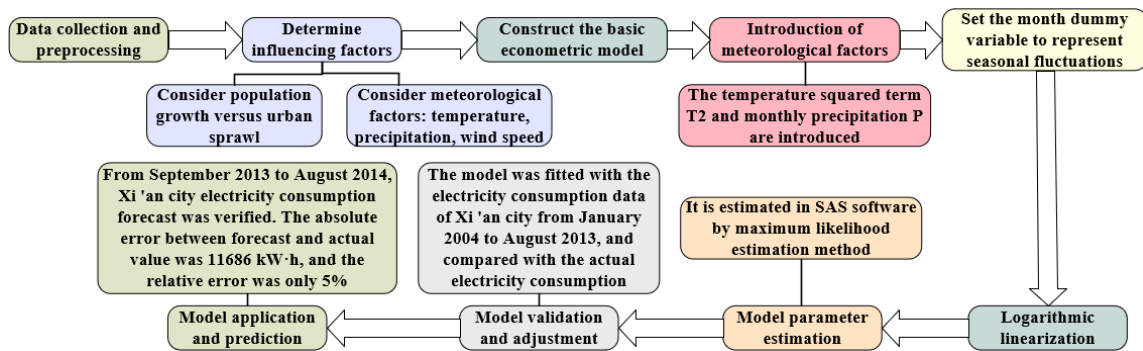 Data collection and
preprocessing
Determine
influencing factors
Construct the basic
econometric model
Introduction of
meteorological factors
Set the month dummy
variable to represent
seasonal fluctuations
Consider population
growth versus urban
sprawl
Consider meteorological
factors: temperature,
precipitation, wind speed
The temperature squared term
T2 and monthly precipitation P
are introduced
From September 2013 to August 2014,
Xi 'an city electricity consumption
forecast was verified. The absolute
error between forecast and actual
value was 11686 kW·h, and the
relative error was only 5%
The model was fitted with the
electricity consumption data
of Xi 'an city from January
2004 to August 2013, and
compared with the actual
electricity consumption
It is estimated in SAS software
by maximum likelihood
estimation method
Model application
and prediction
Model validation
and adjustment
Model parameter
estimation
Logarithmic
linearization